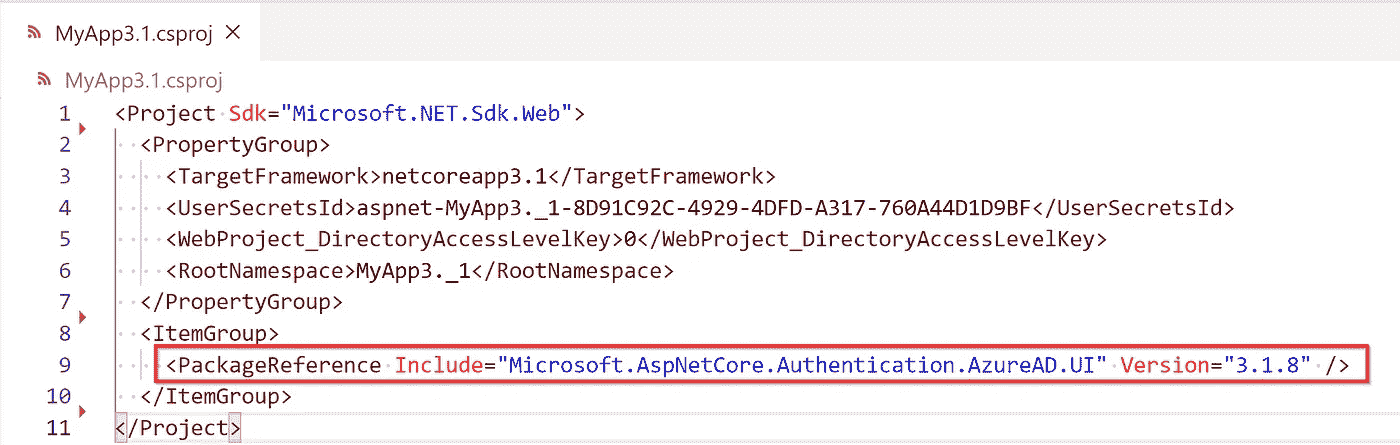 MyApp3.1.csproj ×
MyApp3.1.csproj
1 <Project Sdk="Microsoft.NET.Sdk.Web">
2 <PropertyGroup>
3 <TargetFramework>netcoreapp3.1</TargetFramework>
4 <UserSecretsId>aspnet-MyApp3._1-8D91C92C-4929-4DFD-A317-760A44D1D9BF</UserSecretsId>
5 <WebProject_DirectoryAccessLevelKey>0</WebProject_DirectoryAccessLevelKey>
6 <RootNamespace>MyApp3._1</RootNamespace>
7 </PropertyGroup>
8 <ItemGroup>
9 <PackageReference Include="Microsoft.AspNetCore.Authentication.AzureAD.UI" Version="3.1.8" />
10 </ItemGroup>
11 </Project>